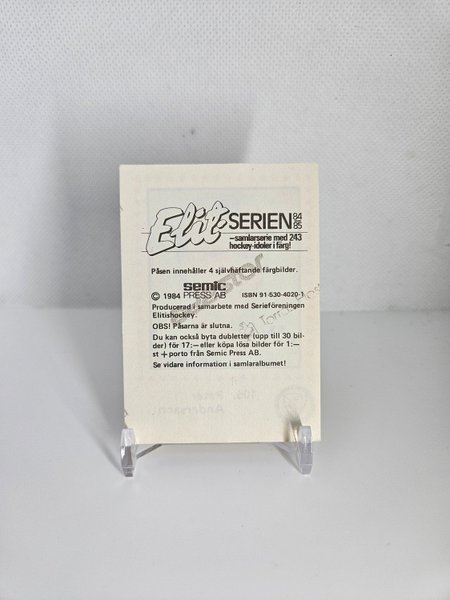 Elit SERIEN 84 85
–samlarserie med 243
hockey-idoler i färg!
Påsen innehåller 4 självhäftande färgbilder.
semic
© 1984 PRESS AB ISBN 91-530-4020-1
Producerad i samarbete med Serieföreningen
Elitishockey:
OBS! Påsarna är slutna.
Du kan också byta dubletter (upp till 30 bil-
der) för 17:– eller köpa lösa bilder för 1:–
st + porto från Semic Press AB.
Se vidare information i samlaralbumet!